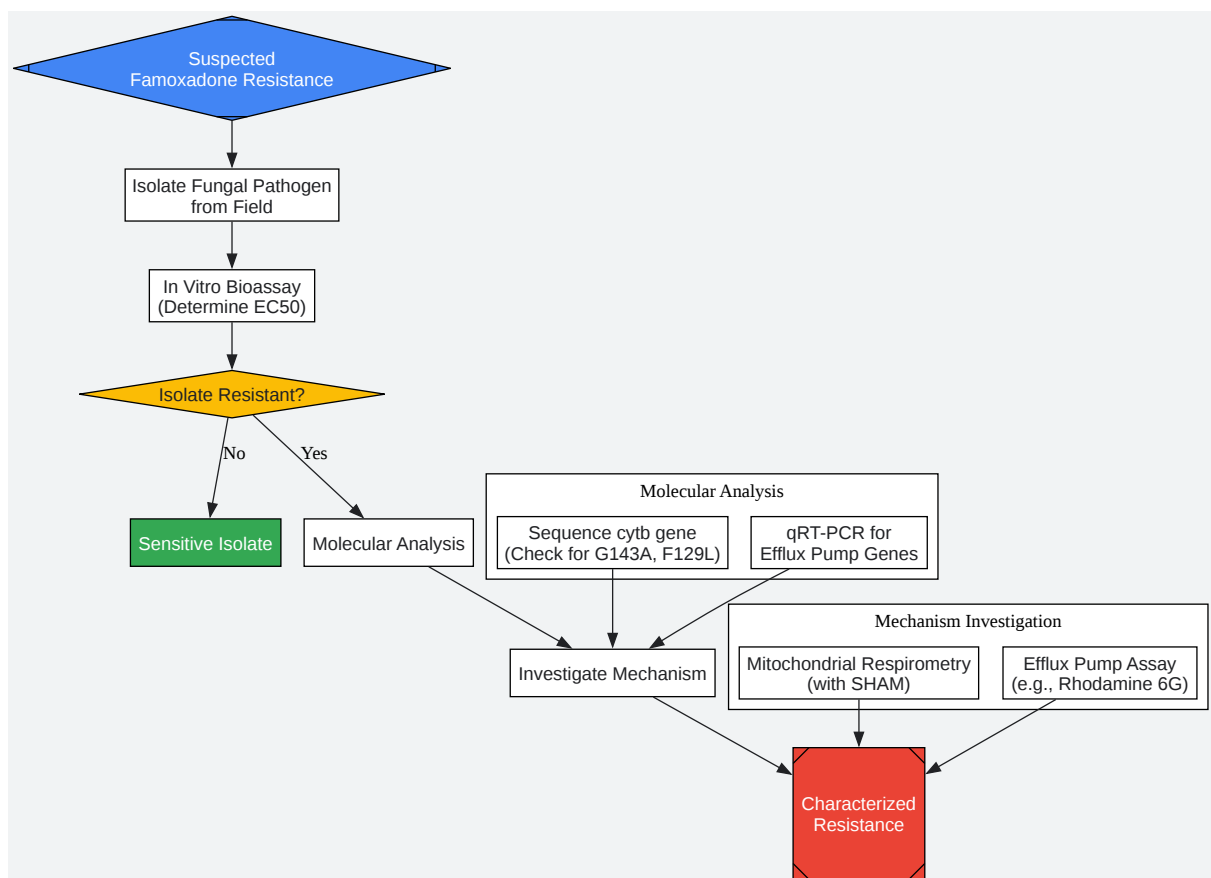 Suspected
Famoxadone Resistance
Isolate Fungal Pathogen
from Field
In Vitro Bioassay
(Determine EC50)
Isolate Resistant?
No
Yes
Sensitive Isolate
Molecular Analysis
Molecular Analysis
Sequence cytb gene
(Check for G143A, F129L)
qRT-PCR for
Efflux Pump Genes
Investigate Mechanism
Mechanism Investigation
Mitochondrial Respirometry
(with SHAM)
Efflux Pump Assay
(e.g., Rhodamine 6G)
Characterized
Resistance